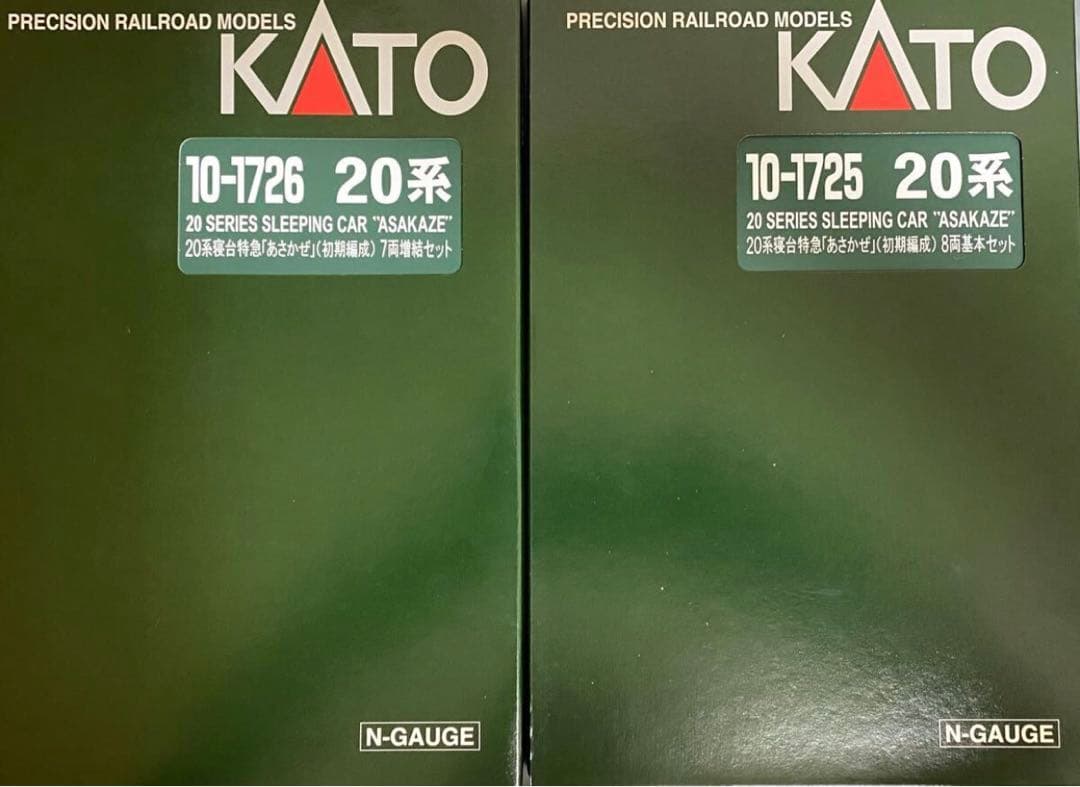 PRECISION RAILROAD MODELS
KATO
10-1726 20系
20 SERIES SLEEPING CAR "ASAKAZE"
20系寝台特急「あさかぜ」(初期編成) 7両増結セット
N-GAUGE
PRECISION RAILROAD MODELS
KATO
10-1725 20系
20 SERIES SLEEPING CAR "ASAKAZE"
20系寝台特急「あさかぜ」(初期編成) 8両基本セット
N-GAUGE